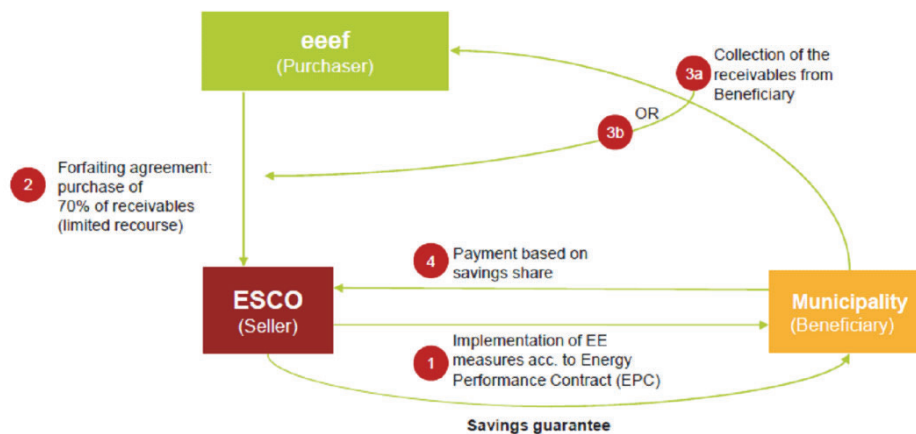 eeef
(Purchaser)
3a
Collection of the
receivables from
Beneficiary
OR
3b
2
Forfaiting agreement:
purchase of
70% of receivables
(limited recourse)
4
Payment based on
savings share
ESCO
(Seller)
Municipality
(Beneficiary)
1
Implementation of EE
measures acc. to Energy
Performance Contract (EPC)
Savings guarantee